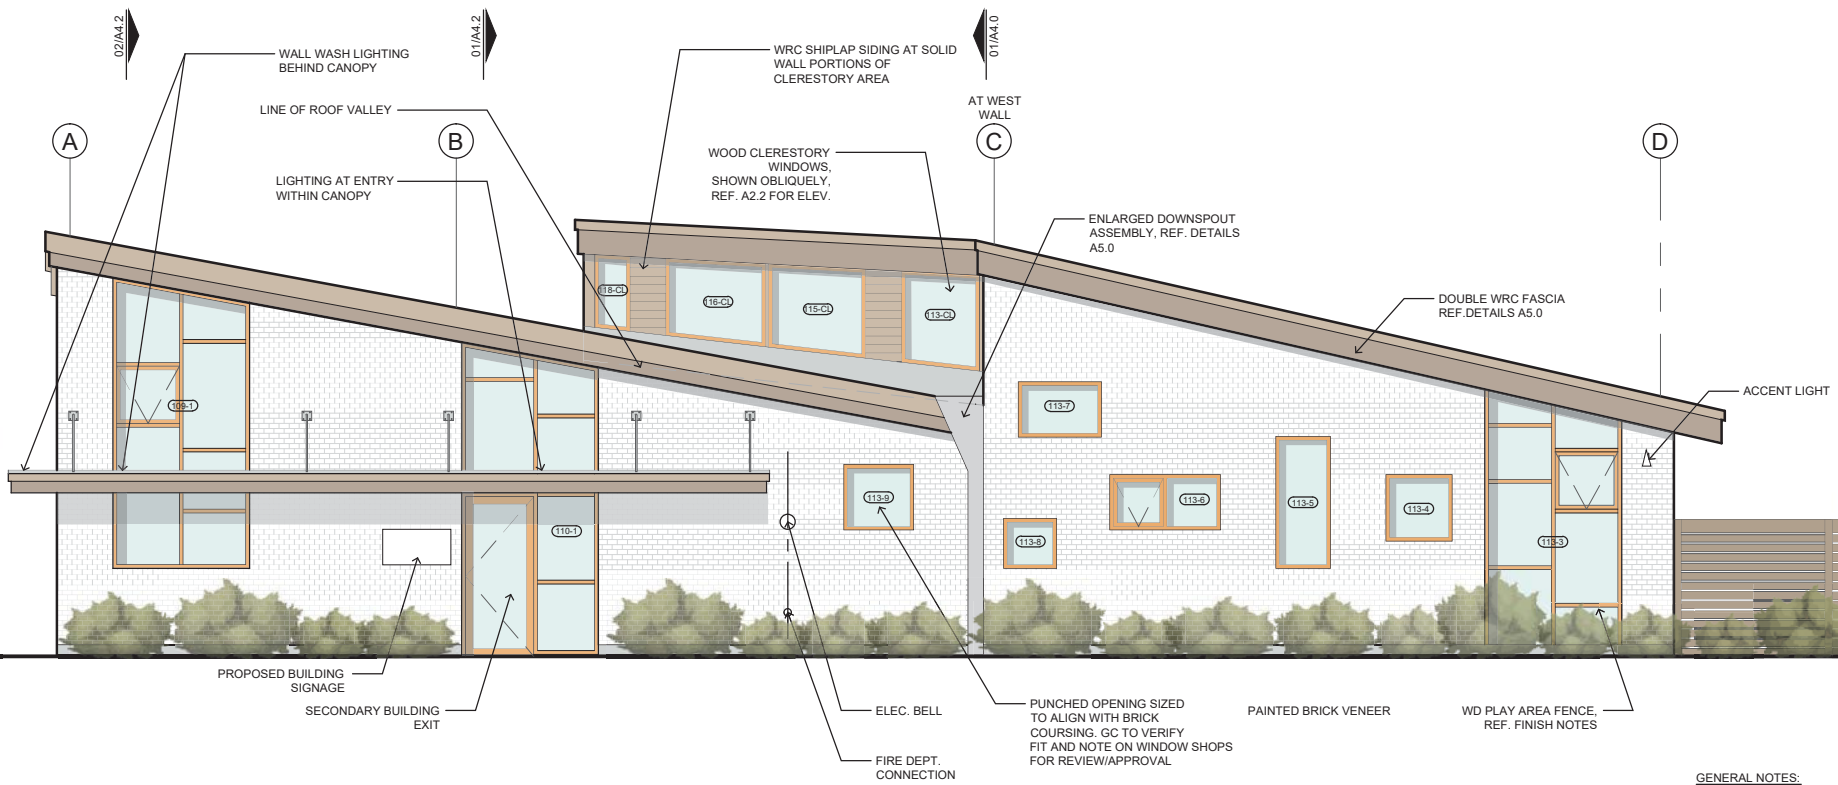 02/A4.2
01/A4.2
01/A4.0
WALL WASH LIGHTING
BEHIND CANOPY
WRC SHIPLAP SIDING AT SOLID
WALL PORTIONS OF
CLERESTORY AREA
LINE OF ROOF VALLEY
AT WEST
WALL
A
B
C
D
WOOD CLERESTORY
WINDOWS,
SHOWN OBLIQUELY,
REF. A2.2 FOR ELEV.
LIGHTING AT ENTRY
WITHIN CANOPY
ENLARGED DOWNSPOUT
ASSEMBLY, REF. DETAILS
A5.0
DOUBLE WRC FASCIA
REF.DETAILS A5.0
ACCENT LIGHT
118-CL
116-CL
115-CL
113-CL
109-1
113-7
113-9
113-6
113-5
113-4
110-1
113-8
113-3
PROPOSED BUILDING
SIGNAGE
SECONDARY BUILDING
EXIT
ELEC. BELL
FIRE DEPT.
CONNECTION
PUNCHED OPENING SIZED
TO ALIGN WITH BRICK
COURSING. GC TO VERIFY
FIT AND NOTE ON WINDOW SHOPS
FOR REVIEW/APPROVAL
PAINTED BRICK VENEER
WD PLAY AREA FENCE,
REF. FINISH NOTES
GENERAL NOTES: